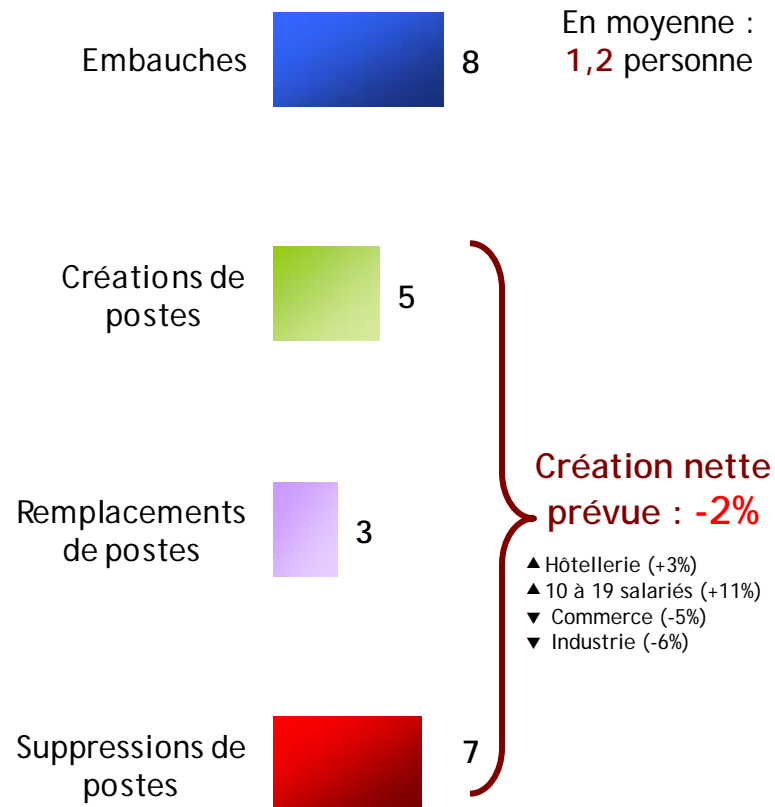 Embauches
8
En moyenne :
1,2 personne
Créations de
postes
5
Remplacements
de postes
3
Création nette
prévue : -2%
▲ Hôtellerie (+3%)
▲ 10 à 19 salariés (+11%)
▼ Commerce (-5%)
▼ Industrie (-6%)
Suppressions de
postes
7